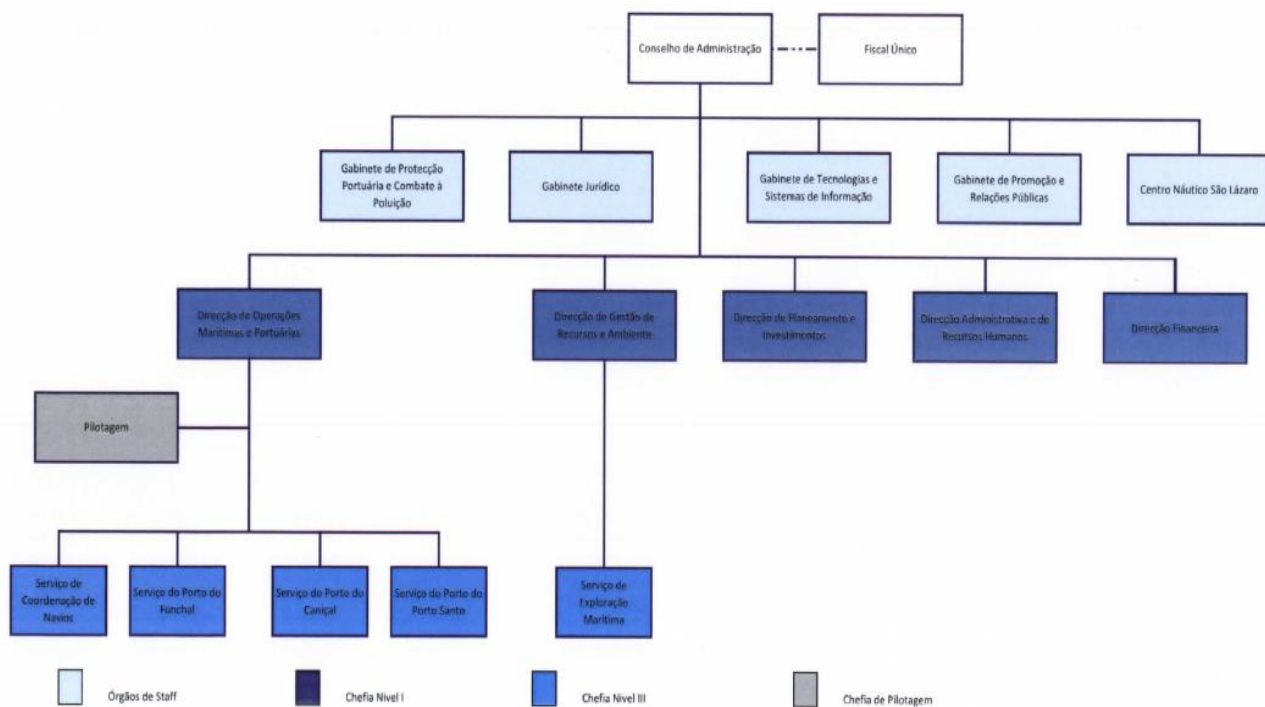 Conselho de Administração
Fiscal Único
Gabinete de Protecção
Portuária e Combate à
Poluição
Gabinete Jurídico
Gabinete de Tecnologias e
Sistemas de Informação
Gabinete de Promoção e
Relações Públicas
Centro Náutico São Lázaro
Direcção de Operações
Marítimas e Portuárias
Direcção de Gestão de
Recursos e Ambiente
Direcção de Planeamento e
Investimentos
Direcção Administrativa e de
Recursos Humanos
Direcção Financeira
Pilotagem
Serviço de
Coordenação de
Navios
Serviço do Porto do
Funchal
Serviço do Porto do
Caniçal
Serviço do Porto do
Porto Santo
Serviço de
Exploração
Marítima
Órgãos de Staff
Chefia Nivel I
Chefia Nivel III
Chefia de Pilotagem